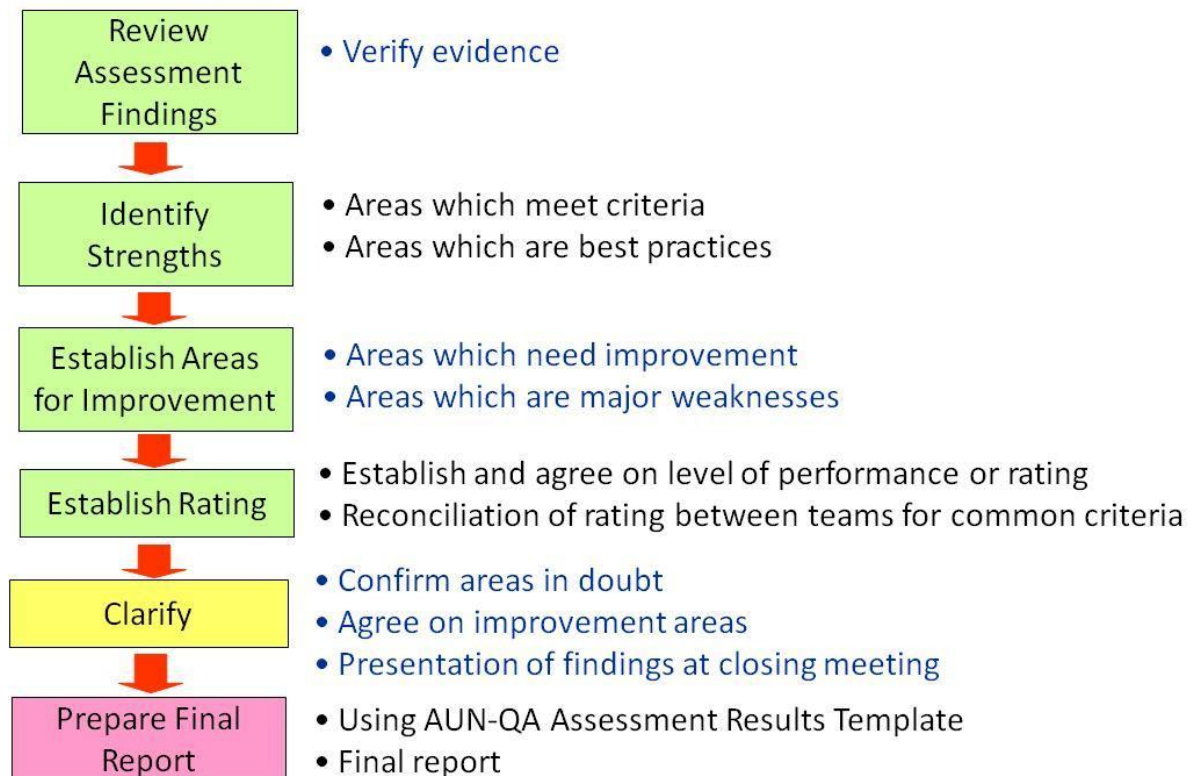 Review
Assessment
Findings
• Verify evidence
Identify
Strengths
• Areas which meet criteria
• Areas which are best practices
Establish Areas
for Improvement
• Areas which need improvement
• Areas which are major weaknesses
Establish Rating
• Establish and agree on level of performance or rating
• Reconciliation of rating between teams for common criteria
Clarify
• Confirm areas in doubt
• Agree on improvement areas
• Presentation of findings at closing meeting
Prepare Final
Report
• Using AUN-QA Assessment Results Template
• Final report